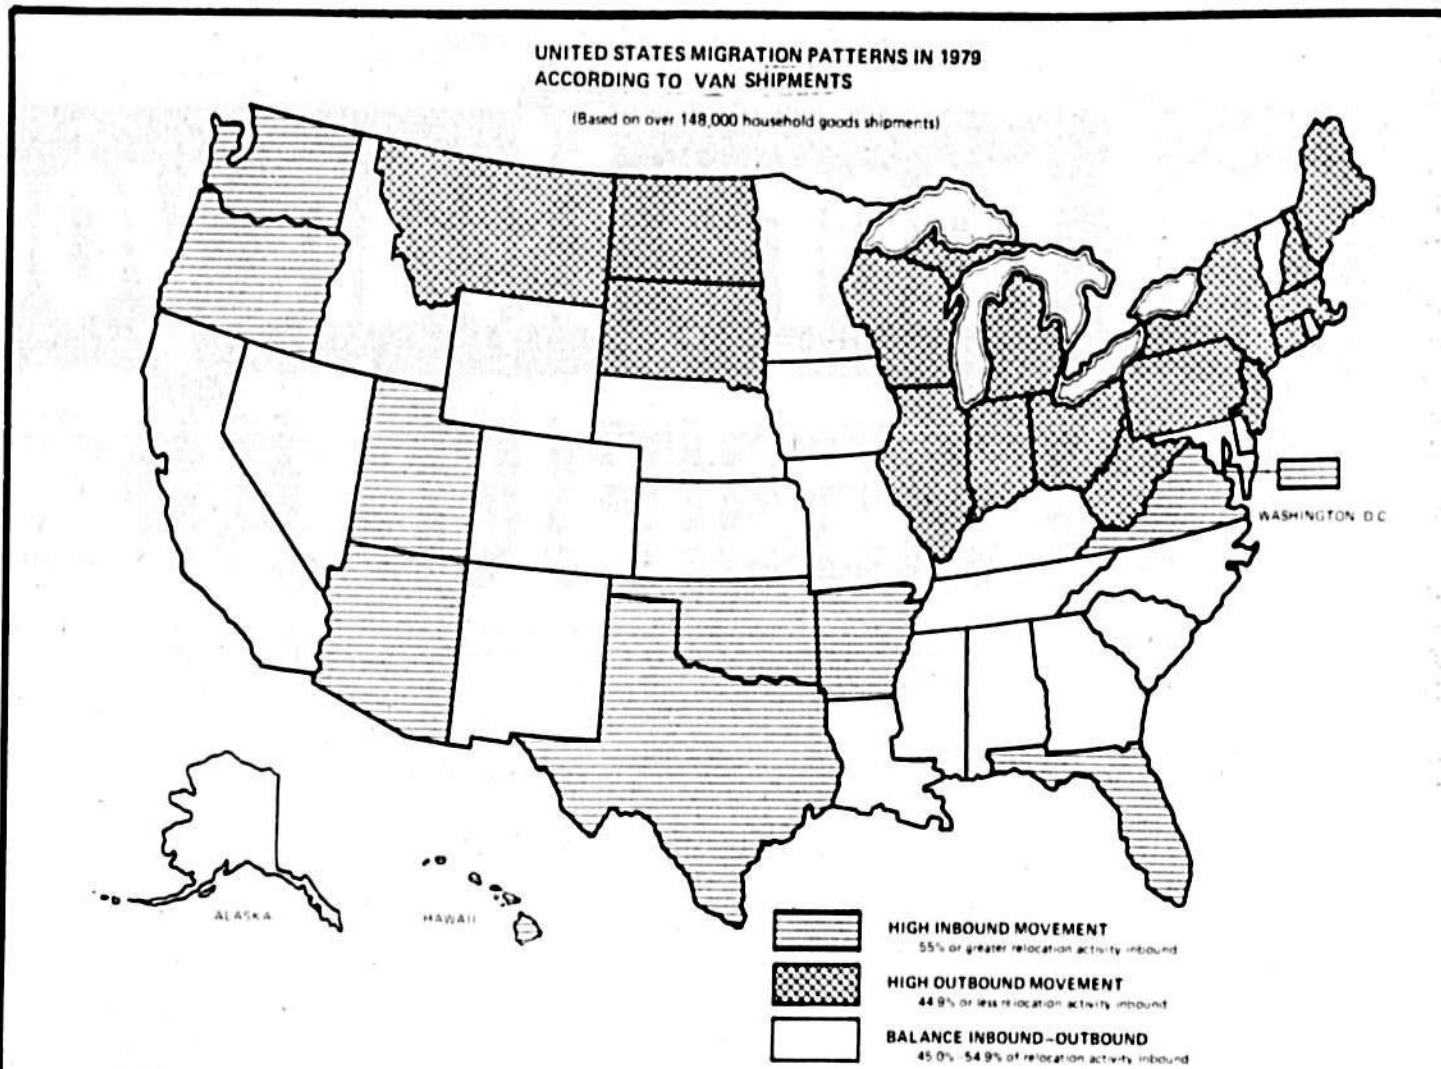 UNITED STATES MIGRATION PATTERNS IN 1979
ACCORDING TO VAN SHIPMENTS
(Based on over 148,000 household goods shipments)
WASHINGTON D.C
ALASKA
HAWAII
HIGH INBOUND MOVEMENT
55% or greater relocation activity inbound
HIGH OUTBOUND MOVEMENT
44.9% or less relocation activity inbound
BALANCE INBOUND-OUTBOUND
45.0% - 54.9% of relocation activity inbound